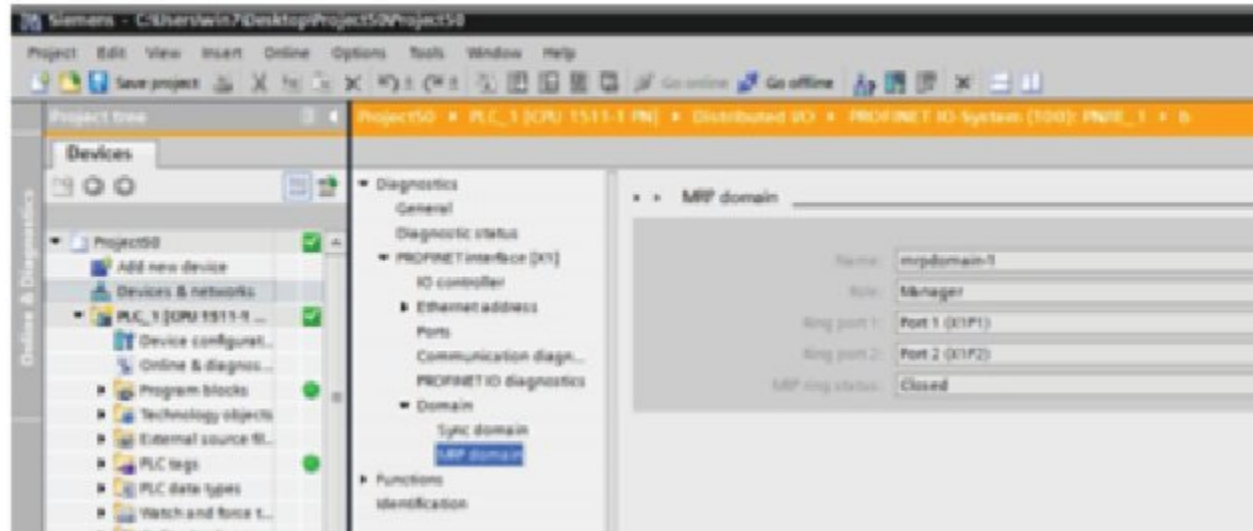 Siemens - C:\Users\win7\Desktop\Project50\Project50
Project Edit View Insert Online Options Tools Window Help
Save project Go online Go offline
Project tree
Project50 PLC_1 [CPU 1511-1 PN] Distributed I/O PROFINET IO-System (100): PN/IE_1 b
Devices
Online & Diagnostics
Project50
Add new device
Devices & networks
PLC_1 [CPU 1511-1 ...
Device configurat...
Online & diagnos...
Program blocks
Technology objects
External source fil...
PLC tags
PLC data types
Watch and force t...
Diagnostics
General
Diagnostic status
PROFINET interface [X1]
IO controller
Ethernet address
Ports
Communication diagn...
PROFINET IO diagnostics
Domain
Sync domain
MRP domain
Functions
Identification
MRP domain
Name: mrpdomain-1
Role: Manager
Ring port 1: Port 1 (X1P1)
Ring port 2: Port 2 (X1P2)
MRP ring status: Closed